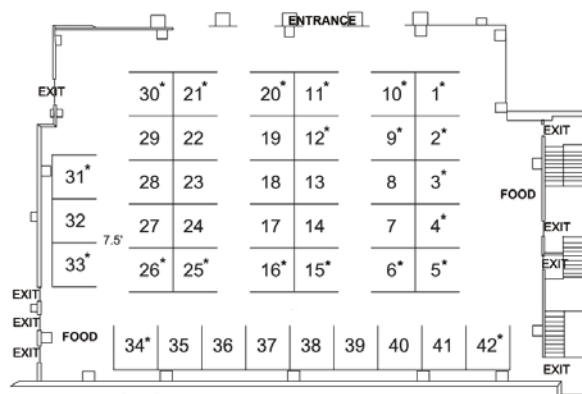 ENTRANCE
30* 21* 20* 11* 10* 1*
EXIT
29 22 19 12* 9* 2*
EXIT
31* 28 23 18 13 8 3*
FOOD
32 27 24 17 14 7 4*
EXIT
7.5'
33* 26* 25* 16* 15* 6* 5*
EXIT
EXIT
EXIT
FOOD
34* 35 36 37 38 39 40 41 42*
EXIT
EXIT